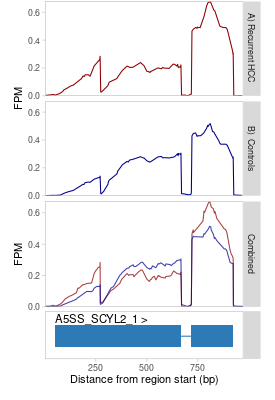 0.6
0.4
0.2
0.0
FPM
A) Recurrent HCC
0.6
0.4
0.2
0.0
B) Controls
0.6
0.4
0.2
0.0
FPM
Combined
A5SS_SCYL2_1 >
250
500
750
Distance from region start (bp)